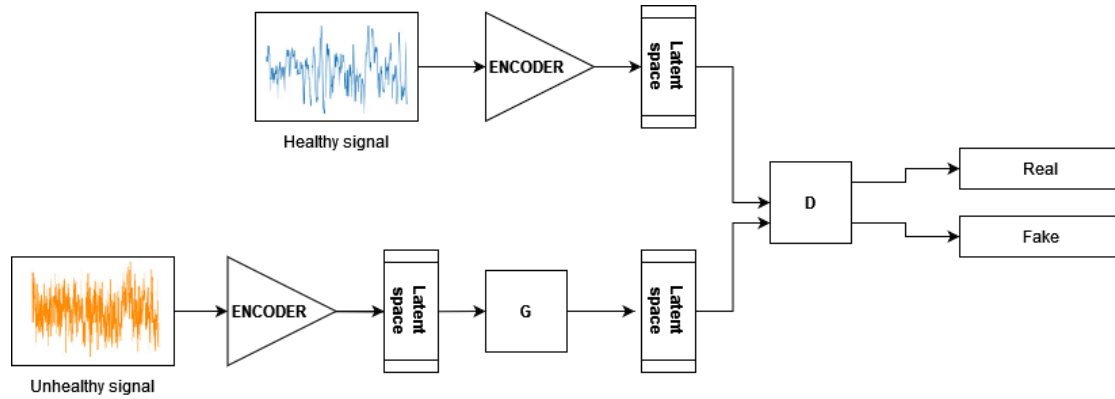 ENCODER
Latent
space
Healthy signal
D
Real
Fake
ENCODER
Latent
space
G
Latent
space
Unhealthy signal